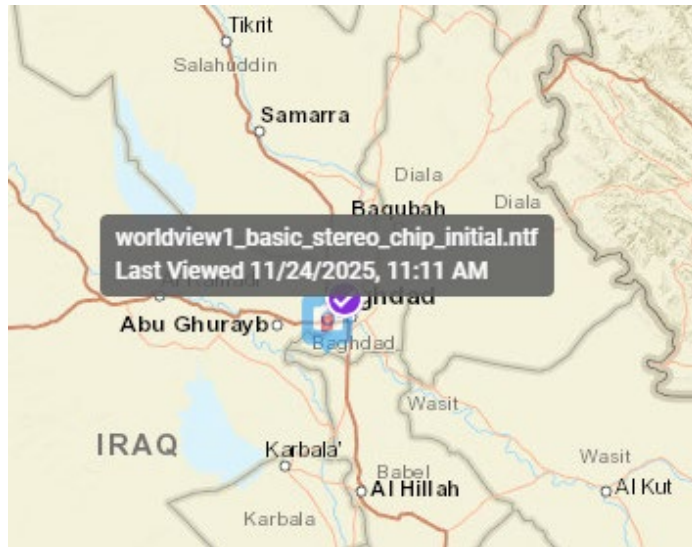 Tikrit
Salahuddin
Samarra
Diala
Diala
Baqubah
worldview1_basic_stereo_chip_initial.ntf
Last Viewed 11/24/2025, 11:11 AM
Abu Ghurayb
Baghdad
Wasit
IRAQ
Karbala'
Wasit
Babel
Al Hillah
Al Kut
Karbala